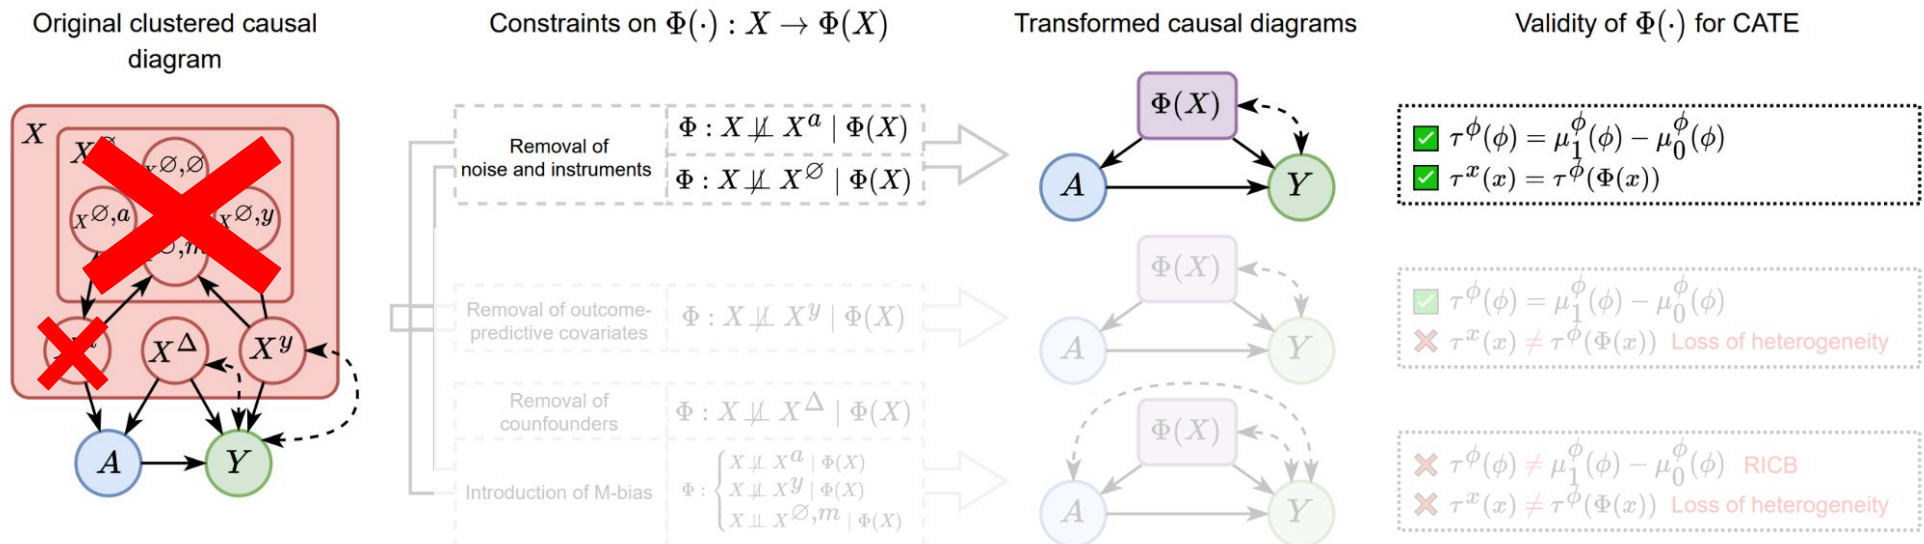 Original clustered causal
diagram
Constraints on Φ(·) : X → Φ(X)
Transformed causal diagrams
Validity of Φ(·) for CATE
X
X^∅,∅
X^∅,a
X^∅,y
∅,m
X^Δ
X^y
A
Y
Removal of
noise and instruments
Φ : X ⊥̸⊥ X^a | Φ(X)
Φ : X ⊥̸⊥ X^∅ | Φ(X)
Φ(X)
A
Y
✓ τ^ϕ(ϕ) = μ_1^ϕ(ϕ) − μ_0^ϕ(ϕ)
✓ τ^x(x) = τ^ϕ(Φ(x))
Removal of outcome-
predictive covariates
Φ : X ⊥̸⊥ X^y | Φ(X)
Φ(X)
A
Y
✓ τ^ϕ(ϕ) = μ_1^ϕ(ϕ) − μ_0^ϕ(ϕ)
✗ τ^x(x) ≠ τ^ϕ(Φ(x)) Loss of heterogeneity
Removal of
counfounders
Φ : X ⊥̸⊥ X^Δ | Φ(X)
Introduction of M-bias
Φ : {
X ⊥̸⊥ X^a | Φ(X)
X ⊥̸⊥ X^y | Φ(X)
X ⊥⊥ X^∅,m | Φ(X)
Φ(X)
A
Y
✗ τ^ϕ(ϕ) ≠ μ_1^ϕ(ϕ) − μ_0^ϕ(ϕ) RICB
✗ τ^x(x) ≠ τ^ϕ(Φ(x)) Loss of heterogeneity